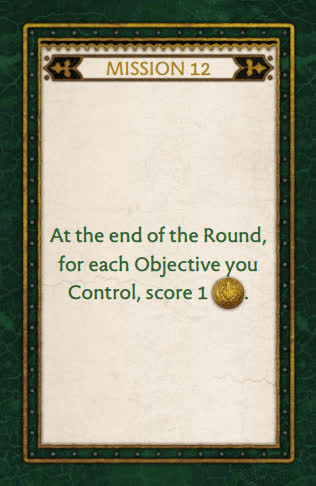 MISSION 12
At the end of the Round,
for each Objective you
Control, score 1 .